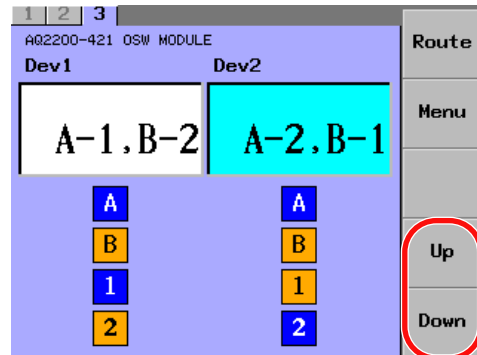 1 2 3
AQ2200-421 OSW MODULE
Dev1 Dev2
A-1,B-2 A-2,B-1
A A
B B
1 1
2 2
Route
Menu
Up
Down